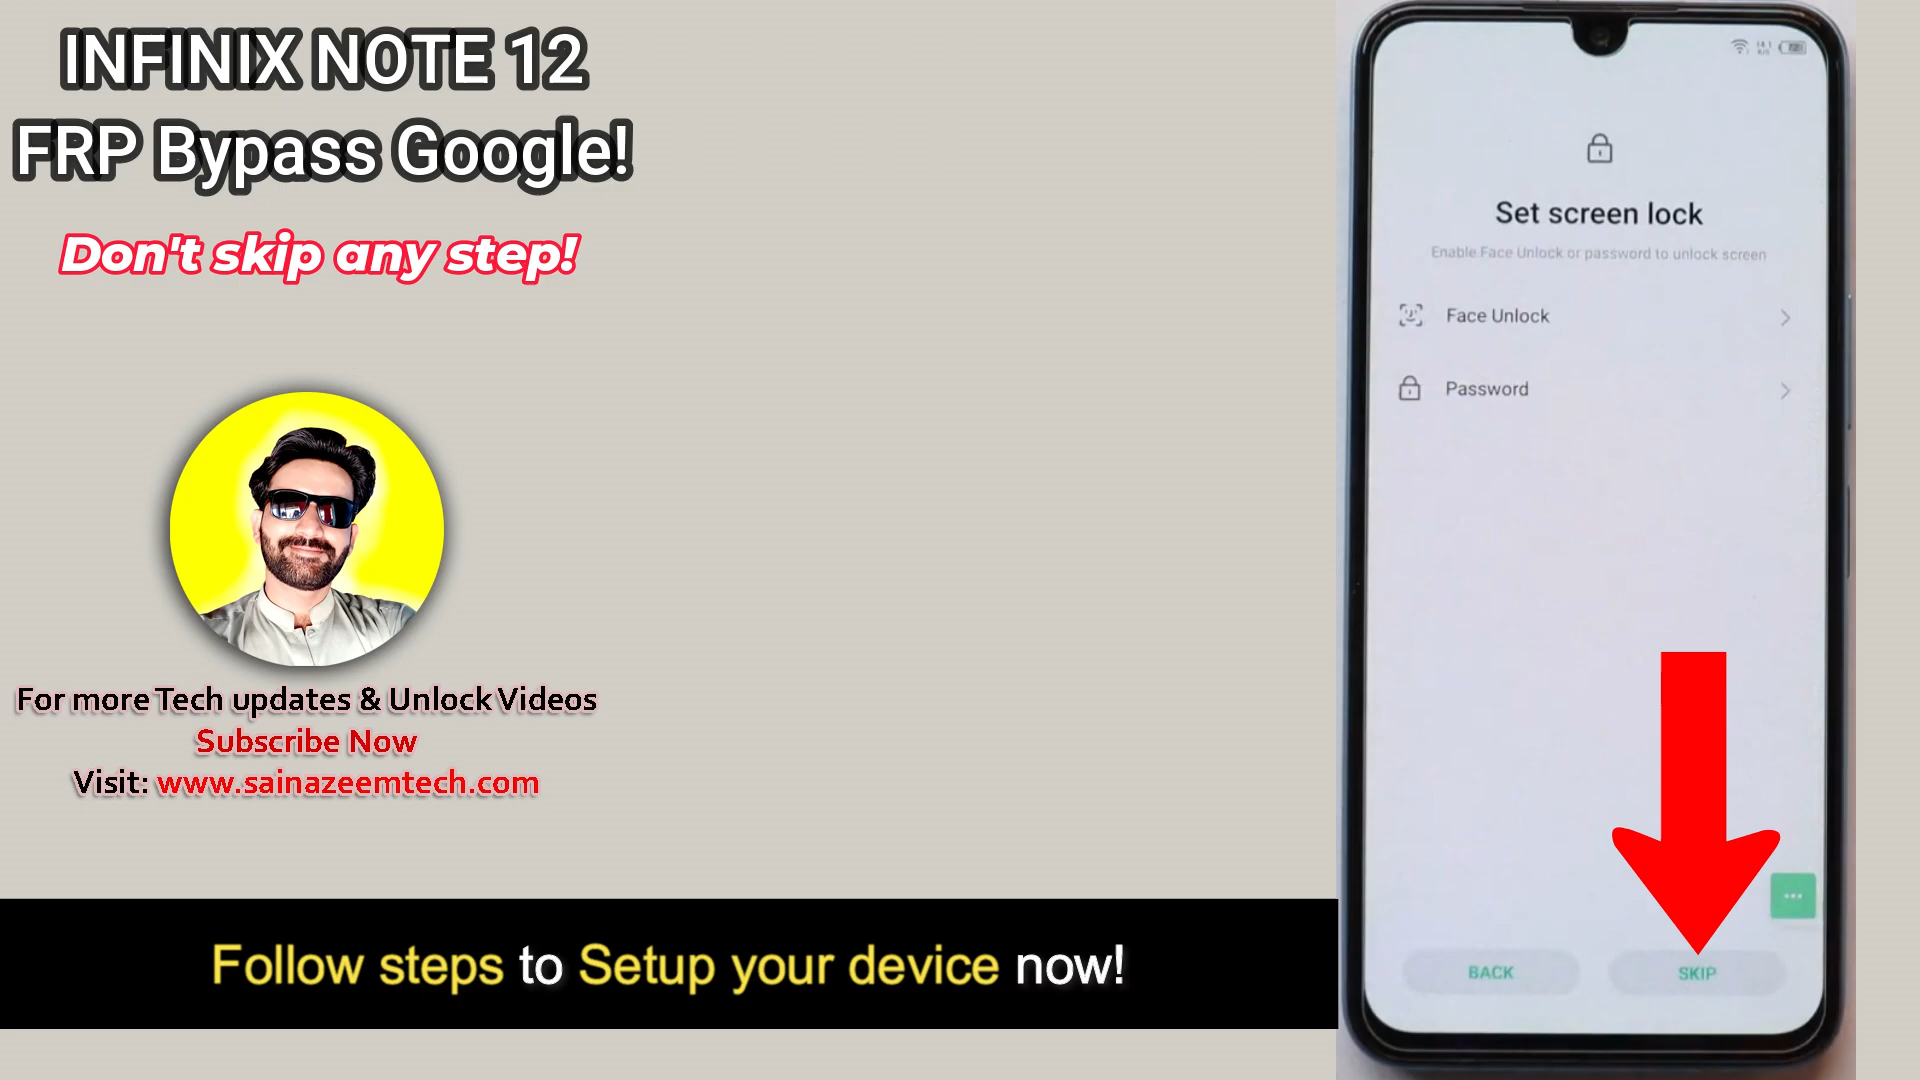 INFINIX NOTE 12
FRP Bypass Google!
Don't skip any step!
For more Tech updates & Unlock Videos
Subscribe Now
Visit: www.sainazeemtech.com
Follow steps to Setup your device now!
Set screen lock
Enable Face Unlock or password to unlock screen
Face Unlock
Password
BACK
SKIP